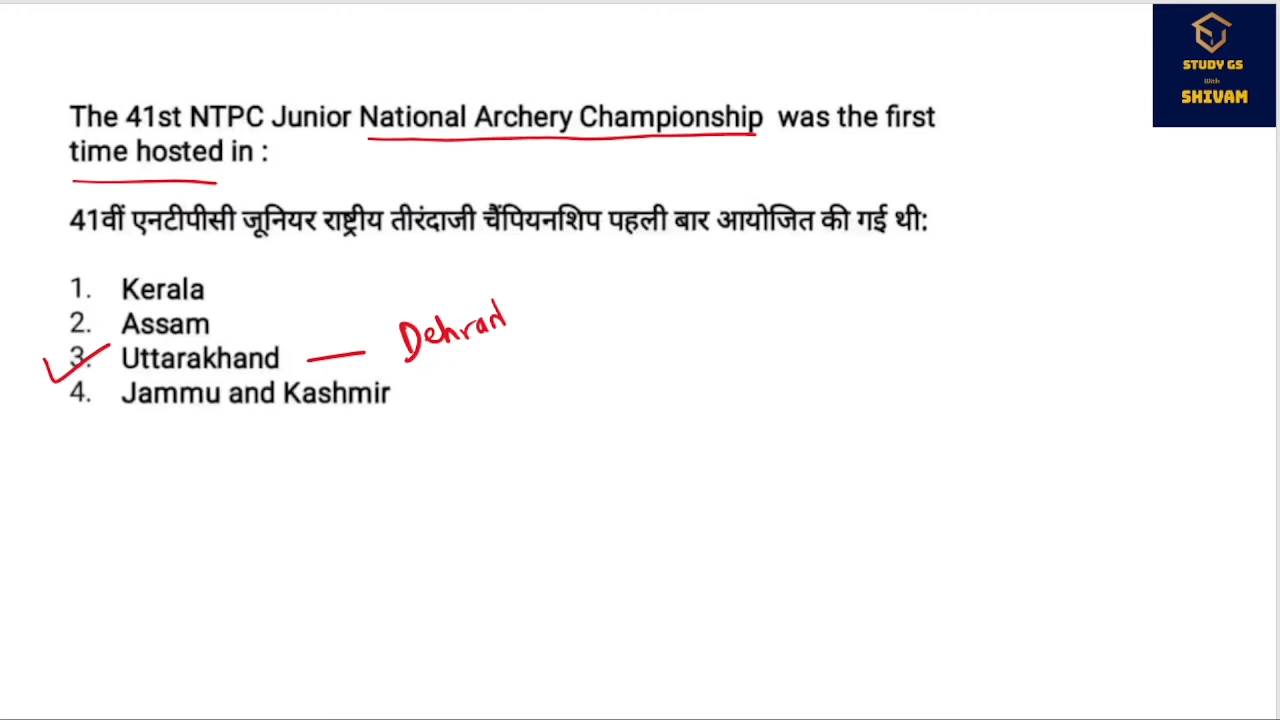 STUDY GS
With
SHIVAM
The 41st NTPC Junior National Archery Championship was the first
time hosted in :
41वीं एनटीपीसी जूनियर राष्ट्रीय तीरंदाजी चैंपियनशिप पहली बार आयोजित की गई थी:
1. Kerala
2. Assam
3. Uttarakhand — Dehrad
4. Jammu and Kashmir